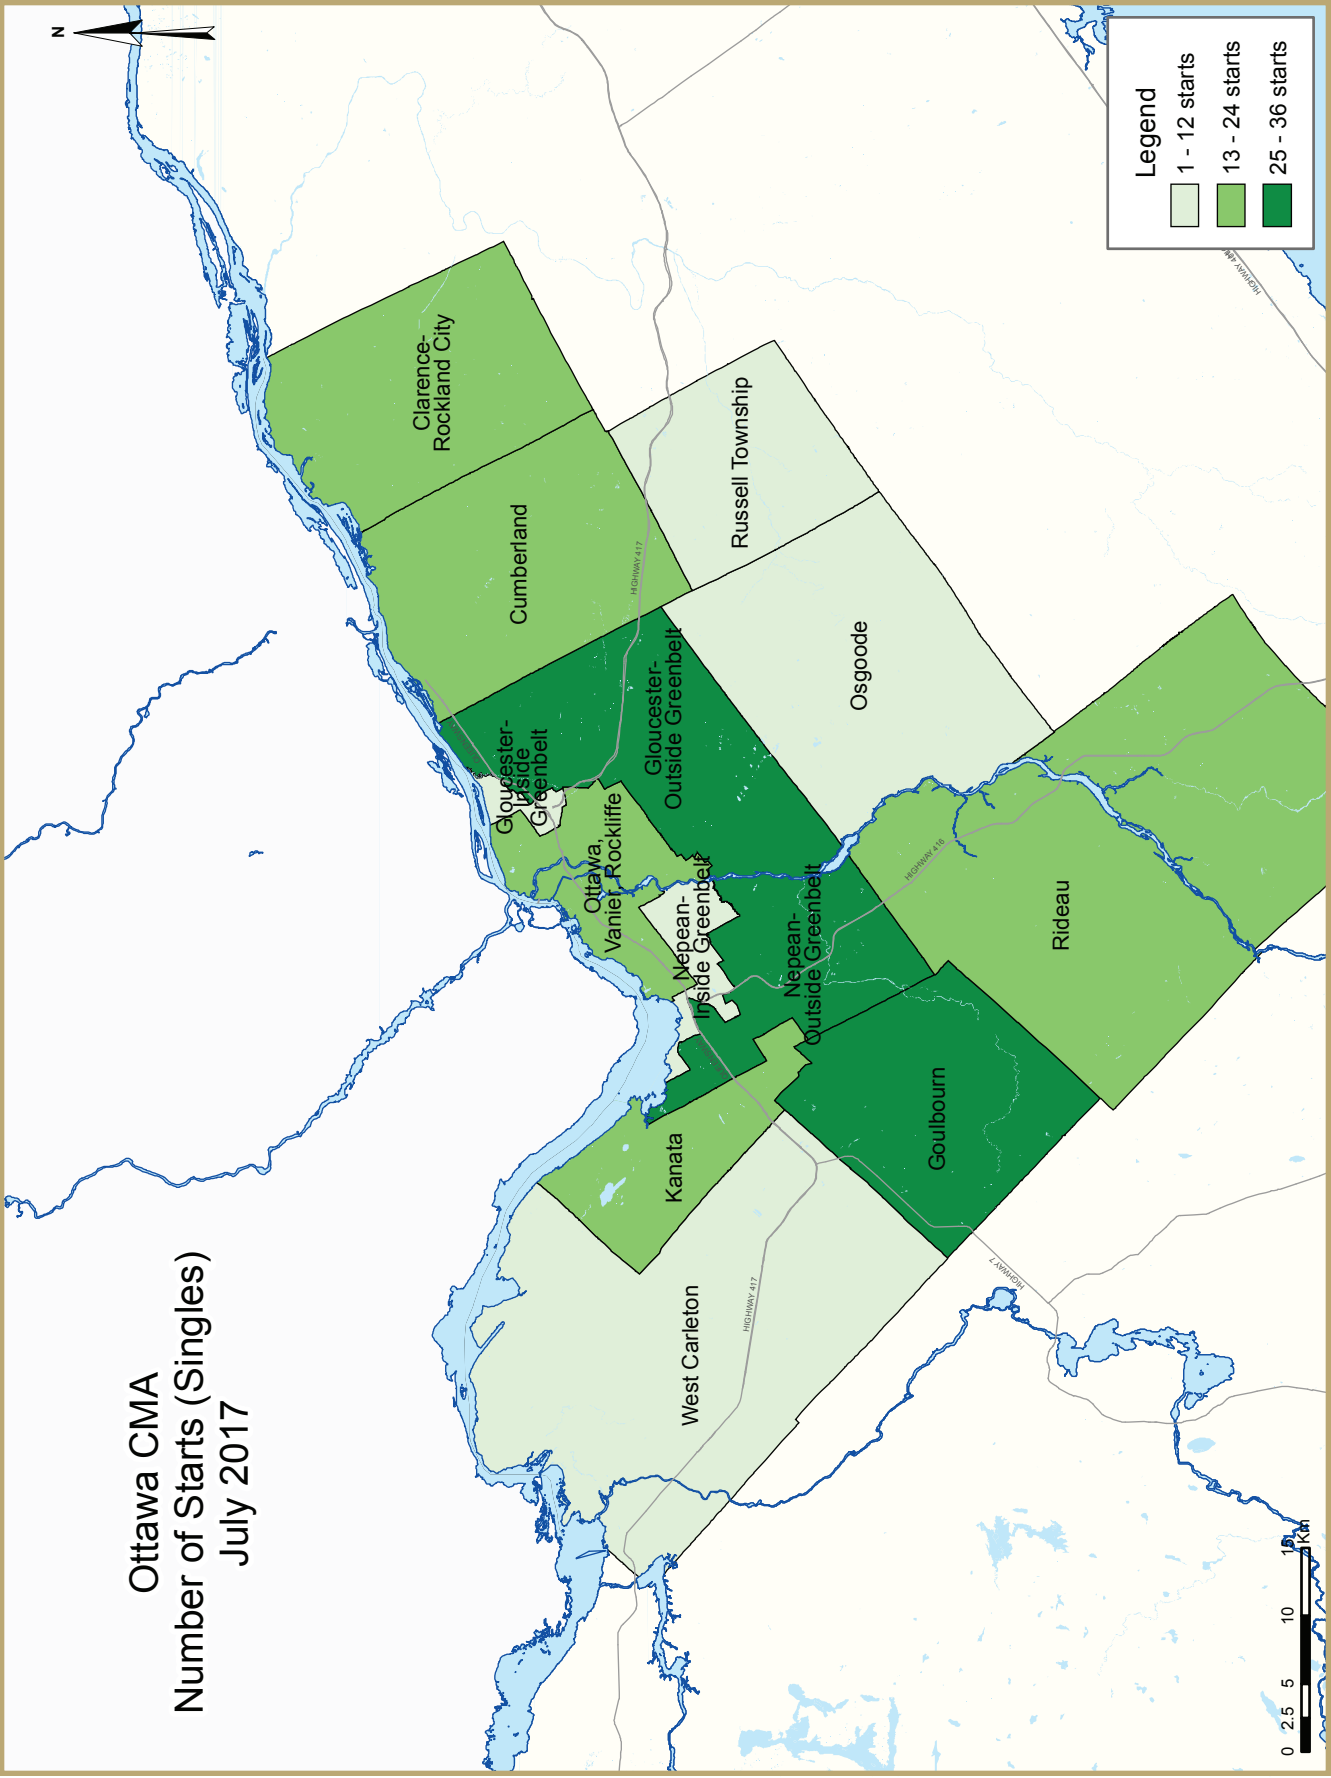 Ottawa CMA
Number of Starts (Singles)
July 2017
N
Legend
1 - 12 starts
13 - 24 starts
25 - 36 starts
Clarence-
Rockland City
Cumberland
Russell Township
Osgoode
Gloucester-
Inside
Greenbelt
Gloucester-
Outside Greenbelt
Ottawa,
Vanier, Rockliffe
Nepean-
Inside Greenbelt
Nepean-
Outside Greenbelt
Rideau
Goulbourn
Kanata
West Carleton
HIGHWAY 417
HIGHWAY 416
HIGHWAY 417
HIGHWAY 7
0 2.5 5 10 15
Km